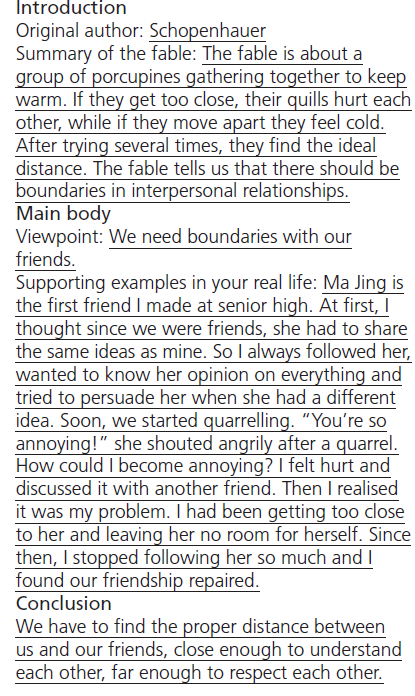 Introduction
Original author: Schopenhauer
Summary of the fable: The fable is about a
group of porcupines gathering together to keep
warm. If they get too close, their quills hurt each
other, while if they move apart they feel cold.
After trying several times, they find the ideal
distance. The fable tells us that there should be
boundaries in interpersonal relationships.
Main body
Viewpoint: We need boundaries with our
friends.
Supporting examples in your real life: Ma Jing is
the first friend I made at senior high. At first, I
thought since we were friends, she had to share
the same ideas as mine. So I always followed her,
wanted to know her opinion on everything and
tried to persuade her when she had a different
idea. Soon, we started quarrelling. “You’re so
annoying!” she shouted angrily after a quarrel.
How could I become annoying? I felt hurt and
discussed it with another friend. Then I realised
it was my problem. I had been getting too close
to her and leaving her no room for herself. Since
then, I stopped following her so much and I
found our friendship repaired.
Conclusion
We have to find the proper distance between
us and our friends, close enough to understand
each other, far enough to respect each other.